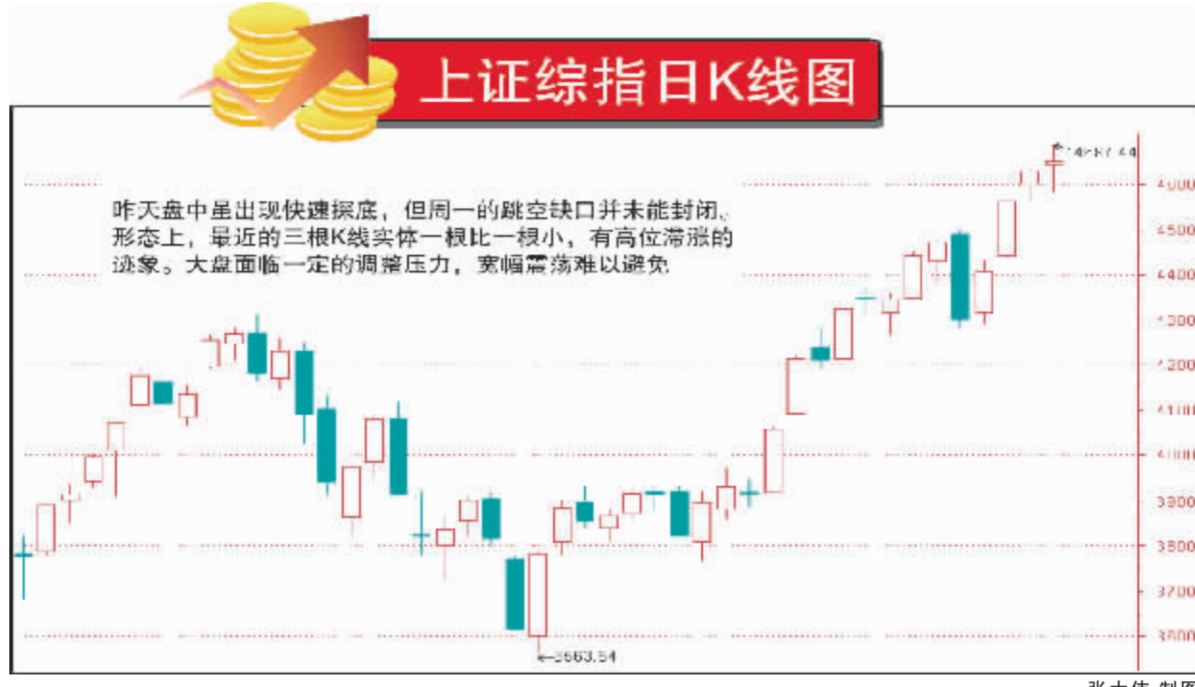 上证综指日K线图
昨天盘中虽出现快速探底，但周一的跳空缺口并未能封闭。
形态上，最近的三根K线实体一根比一根小，有高位滞涨的
迹象。大盘面临一定的调整压力，宽幅震荡难以避免
4500
4400
4300
4200
4100
4000
3900
3800
3700
3563.54
制图